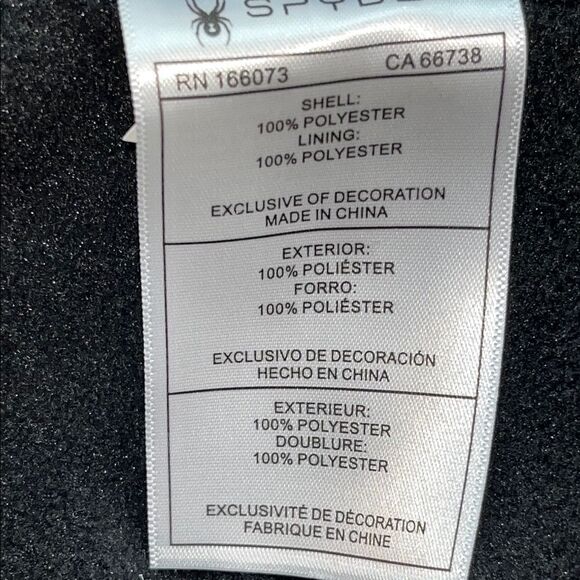 SPYDER
RN 166073 CA 66738
SHELL:
100% POLYESTER
LINING:
100% POLYESTER
EXCLUSIVE OF DECORATION
MADE IN CHINA
EXTERIOR:
100% POLIÉSTER
FORRO:
100% POLIÉSTER
EXCLUSIVO DE DECORACIÓN
HECHO EN CHINA
EXTERIEUR:
100% POLYESTER
DOUBLURE:
100% POLYESTER
EXCLUSIVITÉ DE DÉCORATION
FABRIQUE EN CHINE